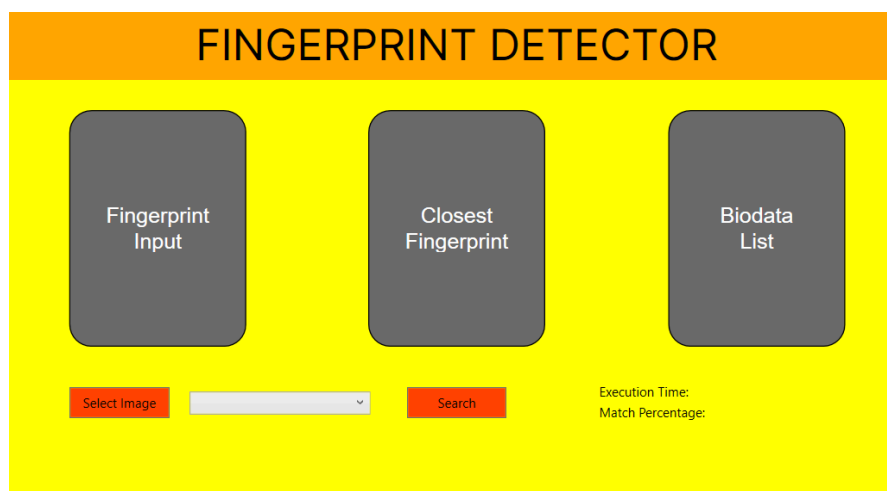 FINGERPRINT DETECTOR
Fingerprint
Input
Closest
Fingerprint
Biodata
List
Select Image
Search
Execution Time:
Match Percentage: